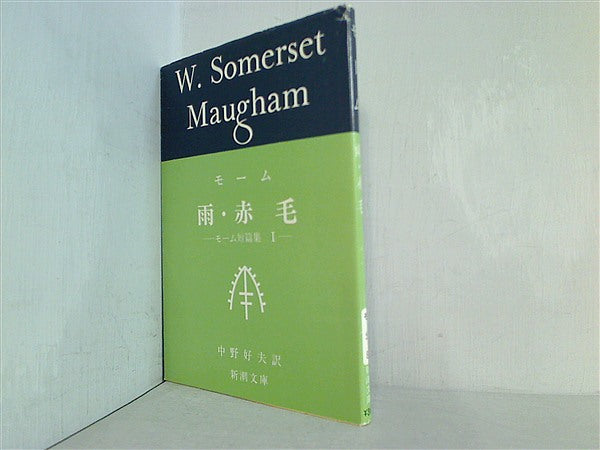 W. Somerset
Maugham
モーム
雨・赤毛
—モーム短篇集 I—
中野好夫訳
新潮文庫